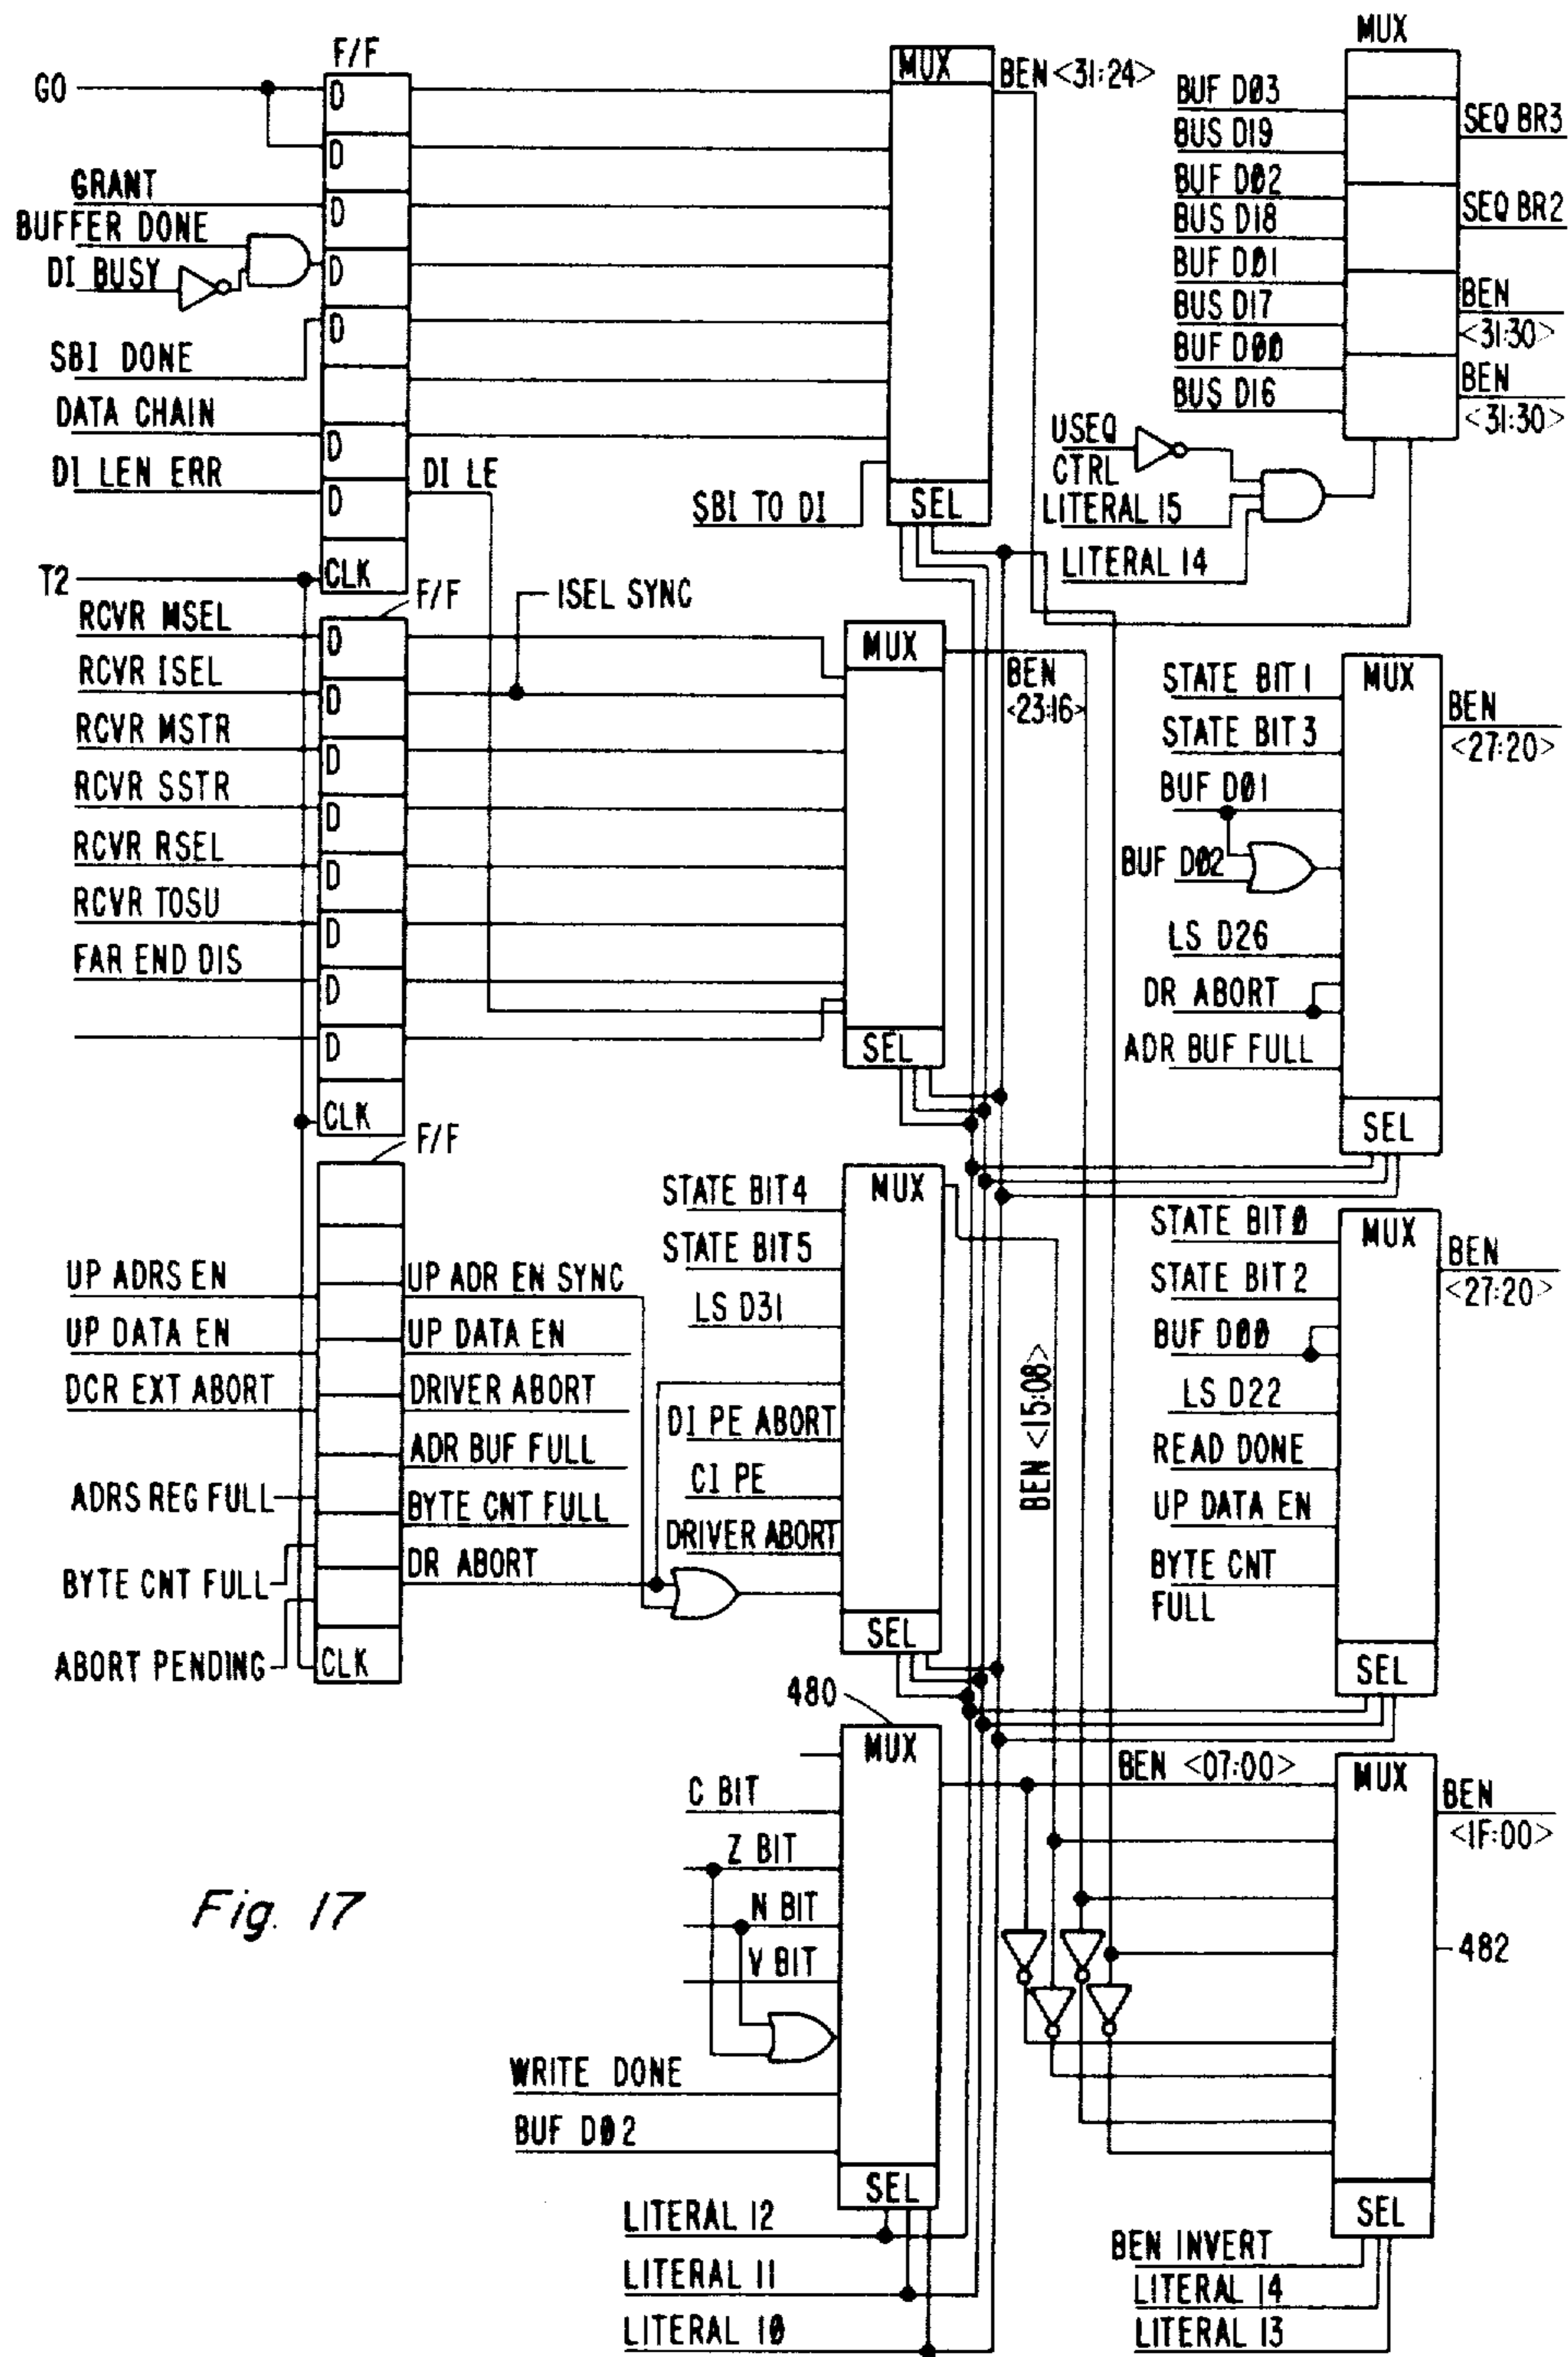 F/F
GO
D
D
GRANT
D
BUFFER DONE
DI BUSY
D
D
SBI DONE
DATA CHAIN
D
DI LEN ERR
D
DI LE
T2
CLK
MUX
BEN <31:24>
SBI TO DI
SEL
MUX
BUF D03
BUS D19
BUF D02
BUS D18
BUF D01
BUS D17
BUF D00
BUS D16
SEQ BR3
SEQ BR2
BEN
<31:30>
BEN
<31:30>
USEQ
CTRL
LITERAL 15
LITERAL 14
F/F
ISEL SYNC
RCVR MSEL
D
RCVR ISEL
D
RCVR MSTR
D
RCVR SSTR
D
RCVR RSEL
D
RCVR TOSU
D
FAR END DIS
D
D
CLK
MUX
BEN
<23:16>
SEL
STATE BIT 1
MUX
BEN
<27:20>
STATE BIT 3
BUF D01
BUF D02
LS D26
DR ABORT
ADR BUF FULL
SEL
F/F
UP ADRS EN
UP ADR EN SYNC
UP DATA EN
UP DATA EN
DCR EXT ABORT
DRIVER ABORT
ADR BUF FULL
ADRS REG FULL
BYTE CNT FULL
BYTE CNT FULL
DR ABORT
ABORT PENDING
CLK
STATE BIT 4
MUX
STATE BIT 5
LS D31
DI PE ABORT
CI PE
DRIVER ABORT
SEL
BEN <15:08>
STATE BIT 0
MUX
BEN
<27:20>
STATE BIT 2
BUF D00
LS D22
READ DONE
UP DATA EN
BYTE CNT
FULL
SEL
480
MUX
C BIT
Z BIT
N BIT
V BIT
WRITE DONE
BUF D02
SEL
LITERAL 12
LITERAL 11
LITERAL 10
BEN <07:00>
MUX
BEN
<1F:00>
482
SEL
BEN INVERT
LITERAL 14
LITERAL 13
Fig. 17